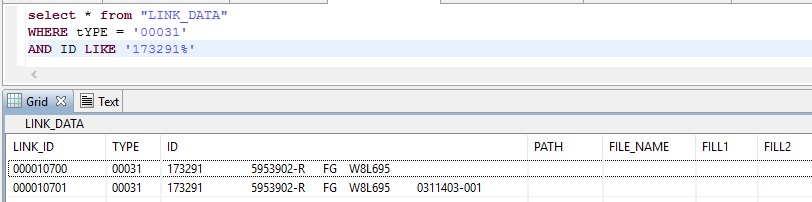 select * from "LINK_DATA"
WHERE tYPE = '00031'
AND ID LIKE '173291%'
Grid Text
LINK_DATA
LINK_ID TYPE ID PATH FILE_NAME FILL1 FILL2
000010700 00031 173291 5953902-R FG W8L695
000010701 00031 173291 5953902-R FG W8L695 0311403-001